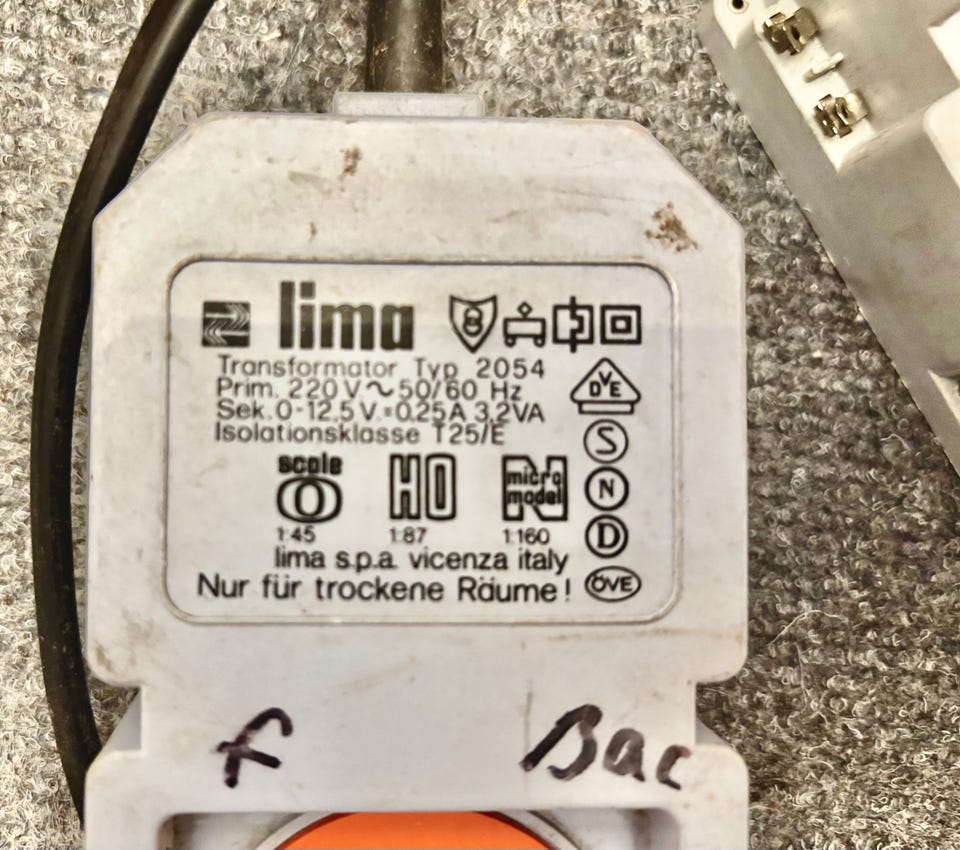 lima
Transformator Typ 2054
Prim. 220 V ~ 50/60 Hz
Sek. 0-12.5 V = 0.25A 3,2VA
Isolationsklasse T25/E
DVE
S
N
D
ÖVE
scale HO micro model
O N
1:45 1:87 1:160
lima s.p.a. vicenza italy
Nur für trockene Räume !
F Bac